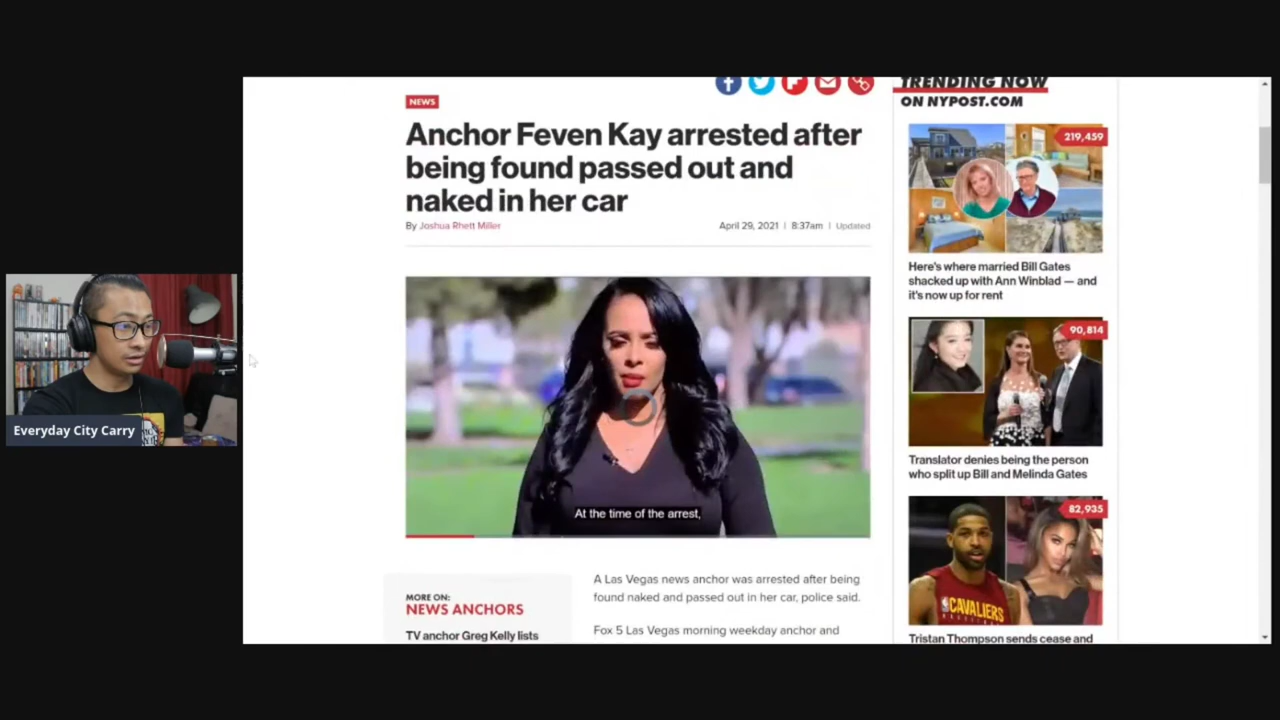 TRENDING NOW
ON NYPOST.COM
NEWS
Anchor Feven Kay arrested after
being found passed out and
naked in her car
By Joshua Rhett Miller
April 29, 2021 | 8:37am | Updated
At the time of the arrest,
MORE ON:
NEWS ANCHORS
TV anchor Greg Kelly lists
A Las Vegas news anchor was arrested after being
found naked and passed out in her car, police said.
Fox 5 Las Vegas morning weekday anchor and
219,459
Here's where married Bill Gates
shacked up with Ann Winblad — and
it's now up for rent
90,814
Translator denies being the person
who split up Bill and Melinda Gates
82,935
CAVALIERS
Tristan Thompson sends cease and
Everyday City Carry